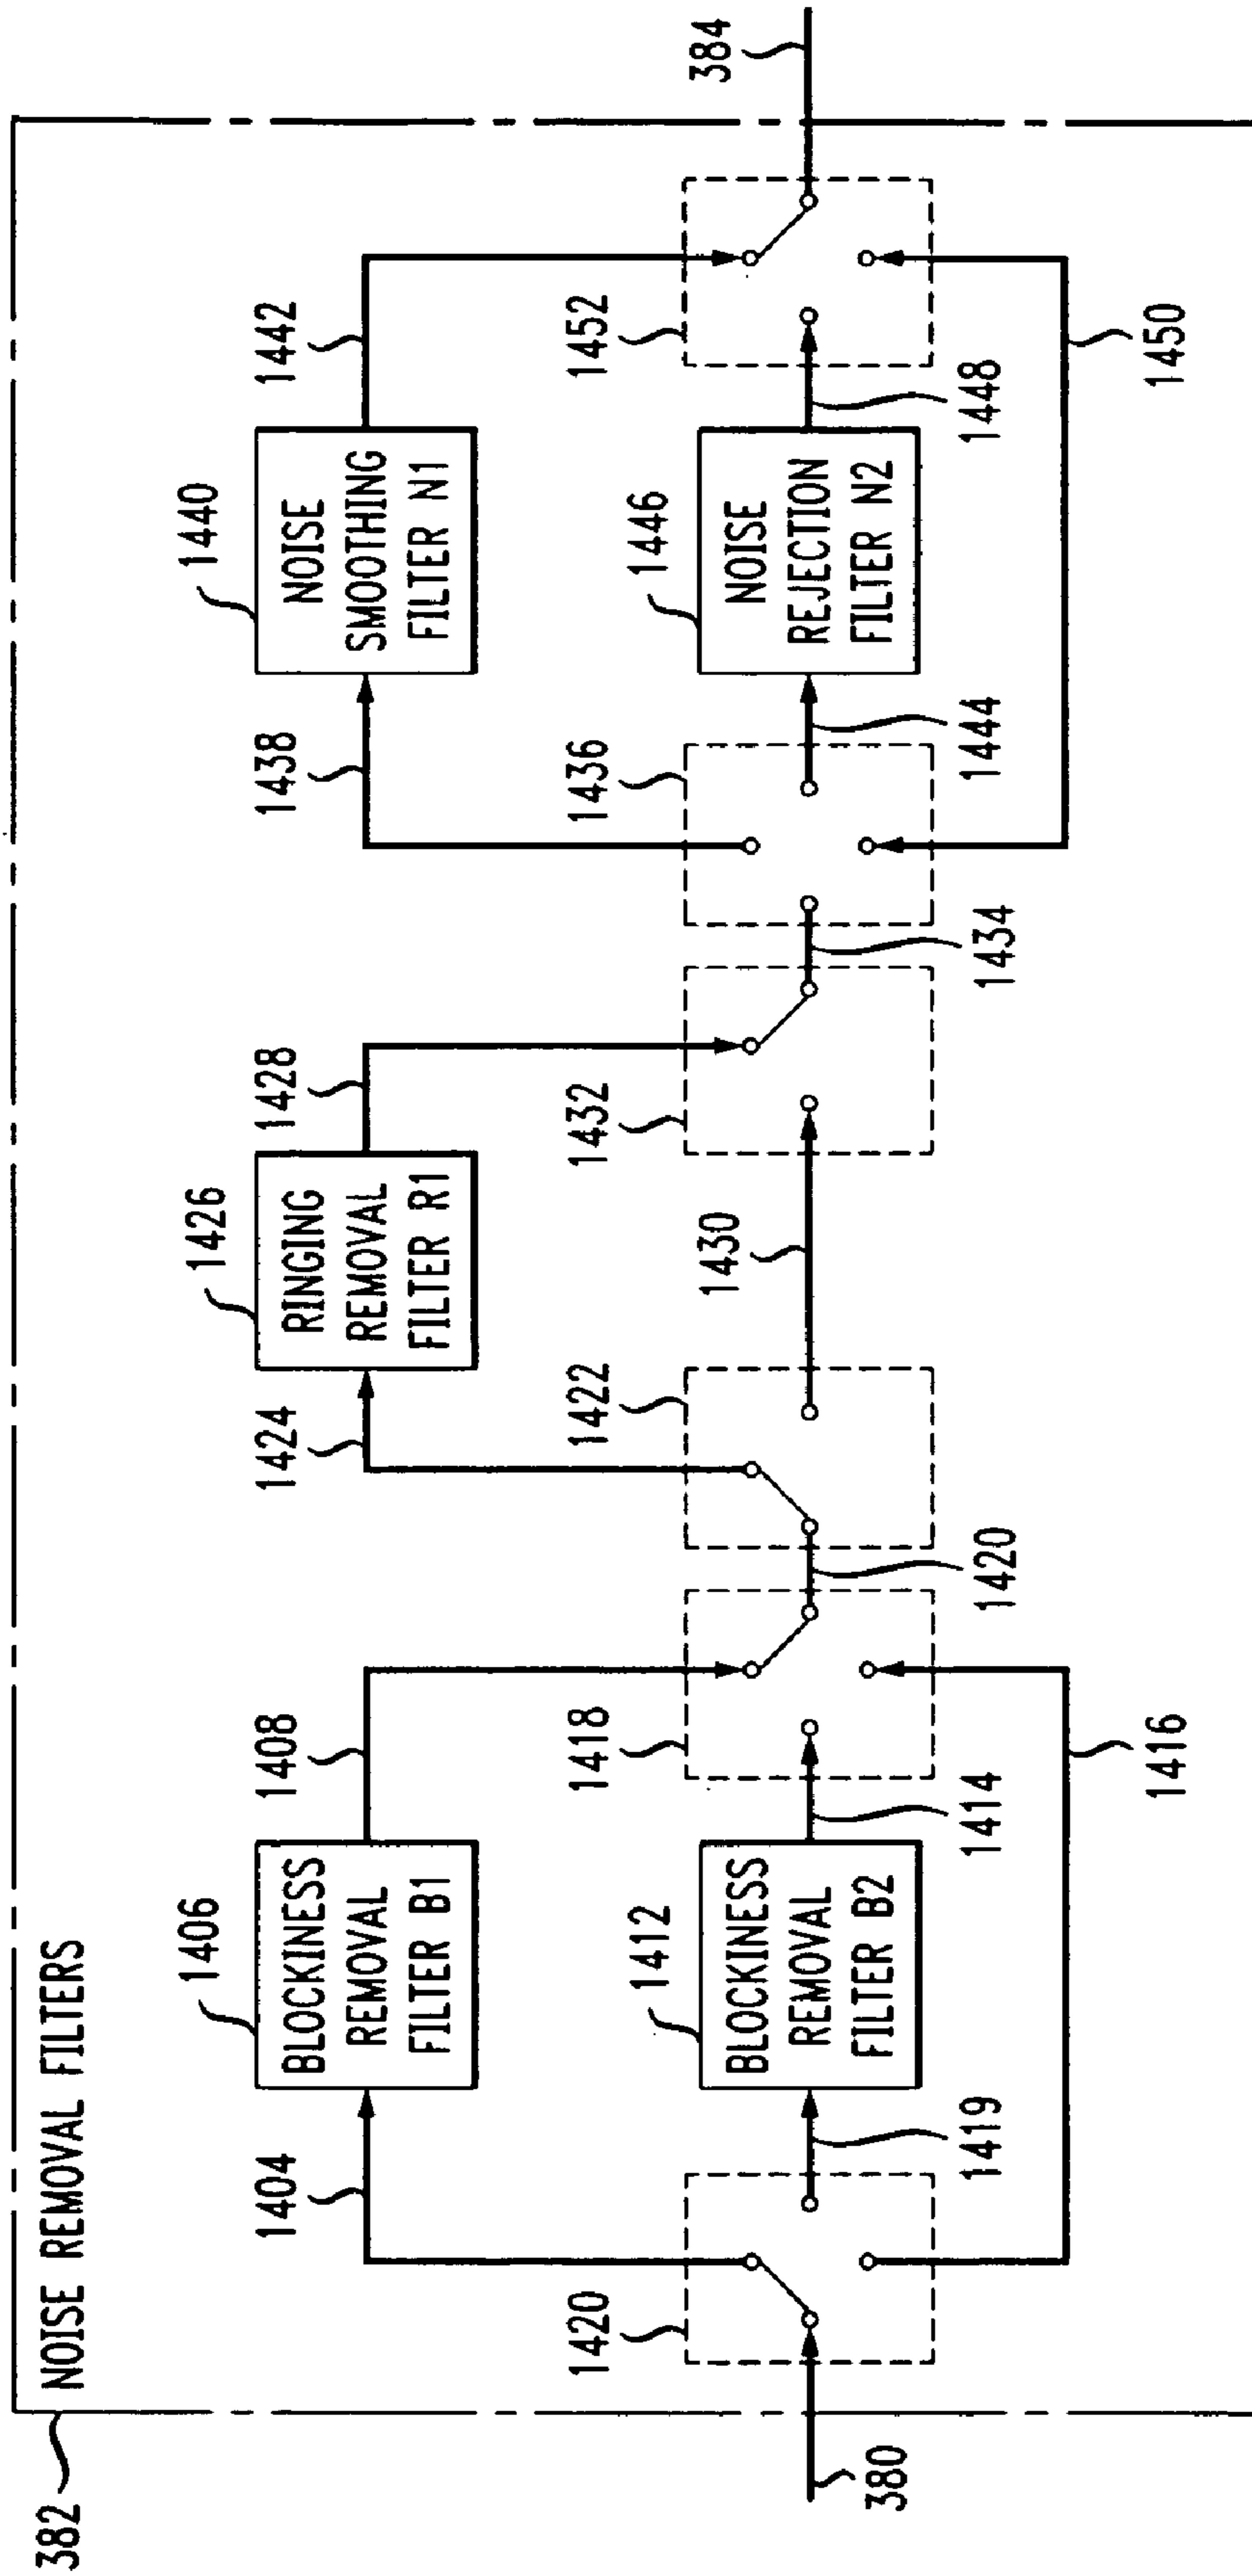 382
NOISE REMOVAL FILTERS
1404
1406
BLOCKINESS
REMOVAL
FILTER B1
1408
1424
1426
RINGING
REMOVAL
FILTER R1
1428
1438
1440
NOISE
SMOOTHING
FILTER N1
1442
1420
1412
BLOCKINESS
REMOVAL
FILTER B2
1418
1422
1430
1432
1436
1446
NOISE
REJECTION
FILTER N2
1452
384
380
1419
1414
1420
1434
1444
1448
1416
1450